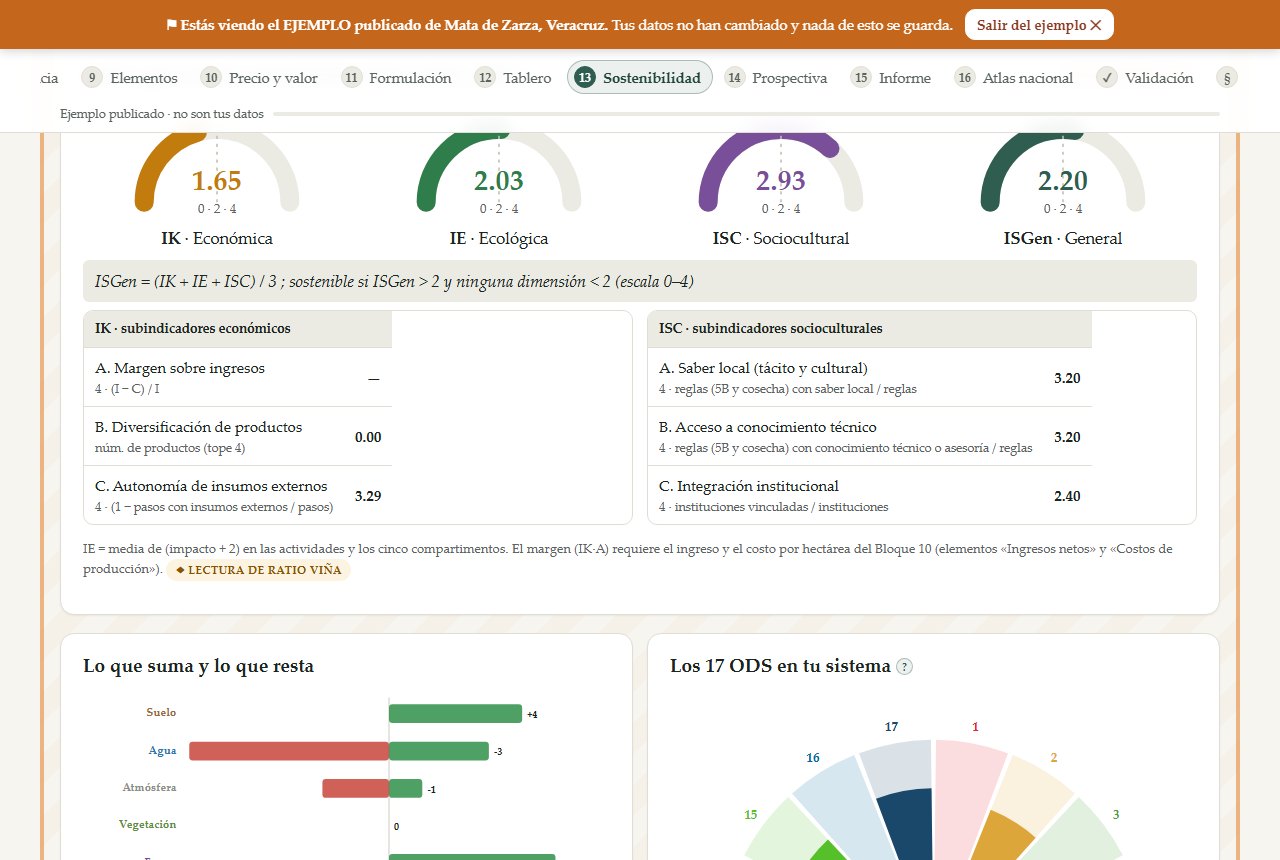 ⚑ Estás viendo el EJEMPLO publicado de Mata de Zarza, Veracruz. Tus datos no han cambiado y nada de esto se guarda. Salir del ejemplo ✕
cia 9 Elementos 10 Precio y valor 11 Formulación 12 Tablero 13 Sostenibilidad 14 Prospectiva 15 Informe 16 Atlas nacional ✓ Validación §
Ejemplo publicado · no son tus datos
1.65 2.03 2.93 2.20
0 · 2 · 4 0 · 2 · 4 0 · 2 · 4 0 · 2 · 4
IK · Económica IE · Ecológica ISC · Sociocultural ISGen · General
ISGen = (IK + IE + ISC) / 3 ; sostenible si ISGen > 2 y ninguna dimensión < 2 (escala 0–4)
IK · subindicadores económicos
A. Margen sobre ingresos —
4 · (I − C) / I
B. Diversificación de productos 0.00
núm. de productos (tope 4)
C. Autonomía de insumos externos 3.29
4 · (1 − pasos con insumos externos / pasos)
ISC · subindicadores socioculturales
A. Saber local (tácito y cultural) 3.20
4 · reglas (5B y cosecha) con saber local / reglas
B. Acceso a conocimiento técnico 3.20
4 · reglas (5B y cosecha) con conocimiento técnico o asesoría / reglas
C. Integración institucional 2.40
4 · instituciones vinculadas / instituciones
IE = media de (impacto + 2) en las actividades y los cinco compartimentos. El margen (IK·A) requiere el ingreso y el costo por hectárea del Bloque 10 (elementos «Ingresos netos» y «Costos de
producción»). ◆ LECTURA DE RATIO VIÑA
Lo que suma y lo que resta
Suelo +4
Agua -3
Atmósfera -1
Vegetación 0
Los 17 ODS en tu sistema ?
17 1
16 2
15 3